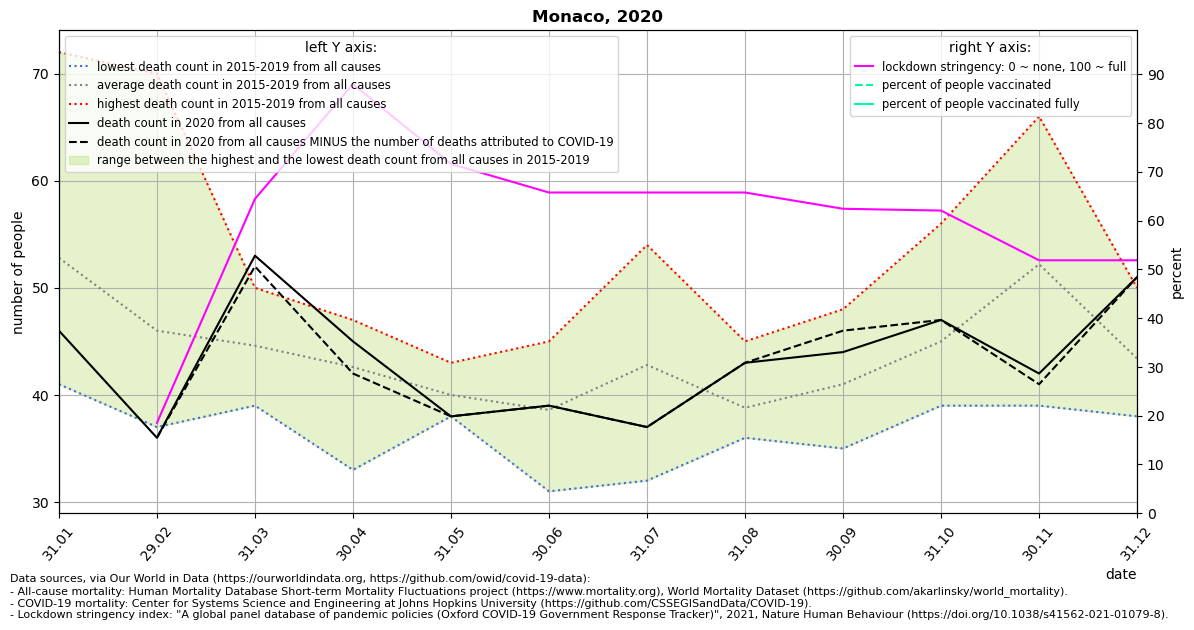 Monaco, 2020
left Y axis:
lowest death count in 2015-2019 from all causes
average death count in 2015-2019 from all causes
highest death count in 2015-2019 from all causes
death count in 2020 from all causes
death count in 2020 from all causes MINUS the number of deaths attributed to COVID-19
range between the highest and the lowest death count from all causes in 2015-2019
right Y axis:
lockdown stringency: 0 ~ none, 100 ~ full
percent of people vaccinated
percent of people vaccinated fully
number of people
70
60
50
40
30
percent
90
80
70
60
50
40
30
20
10
0
31.01
29.02
31.03
30.04
31.05
30.06
31.07
31.08
30.09
31.10
30.11
31.12
date
Data sources, via Our World in Data (https://ourworldindata.org, https://github.com/owid/covid-19-data):
- All-cause mortality: Human Mortality Database Short-term Mortality Fluctuations project (https://www.mortality.org), World Mortality Dataset (https://github.com/akarlinsky/world_mortality).
- COVID-19 mortality: Center for Systems Science and Engineering at Johns Hopkins University (https://github.com/CSSEGISandData/COVID-19).
- Lockdown stringency index: "A global panel database of pandemic policies (Oxford COVID-19 Government Response Tracker)", 2021, Nature Human Behaviour (https://doi.org/10.1038/s41562-021-01079-8).